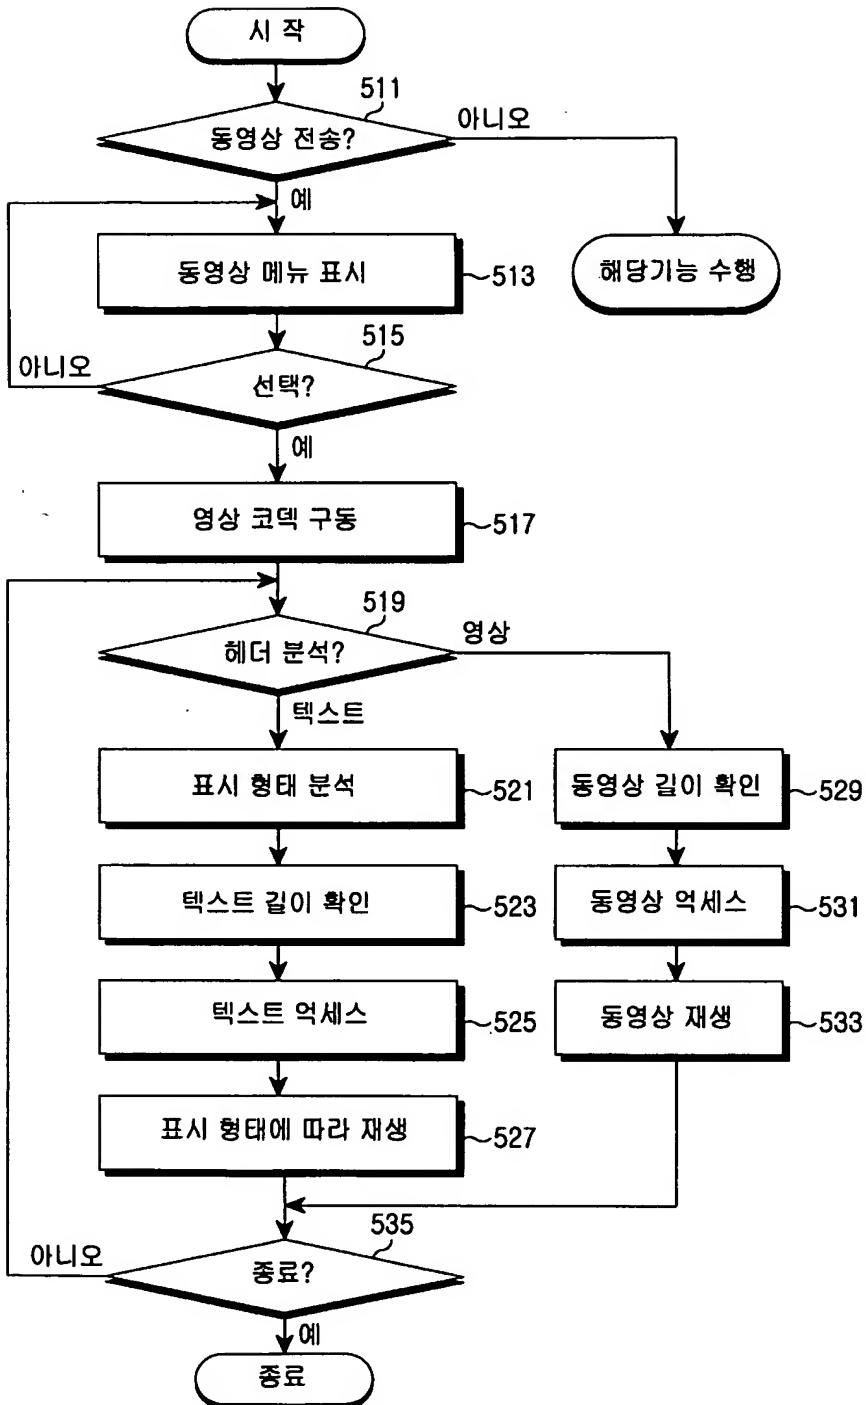 시 작
511
동영상 전송?
아니오
예
동영상 메뉴 표시
513
해당기능 수행
515
아니오
선택?
예
영상 코덱 구동
517
519
헤더 분석?
영상
텍스트
표시 형태 분석
521
동영상 길이 확인
529
텍스트 길이 확인
523
동영상 억세스
531
텍스트 억세스
525
동영상 재생
533
표시 형태에 따라 재생
527
535
아니오
종료?
예
종료